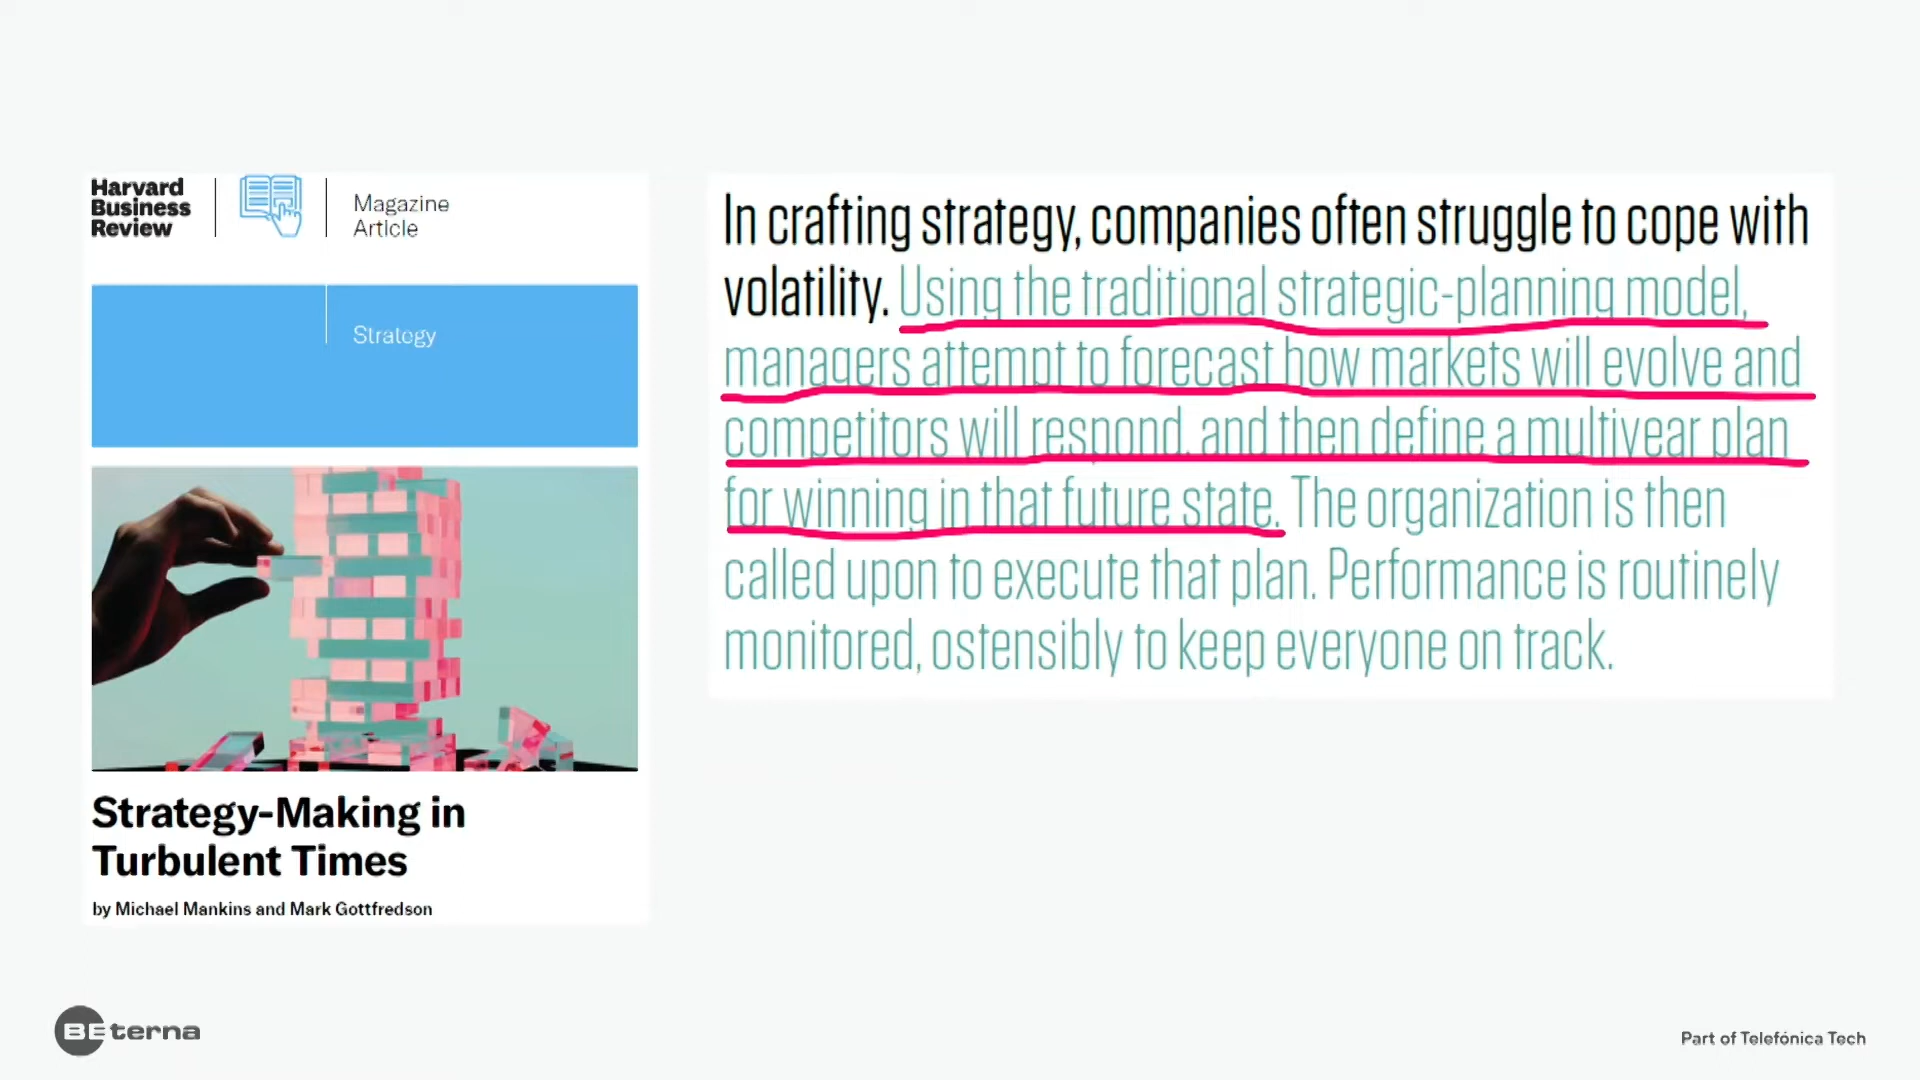 Harvard
Business
Review
Magazine
Article
Strategy
Strategy-Making in
Turbulent Times
by Michael Mankins and Mark Gottfredson
In crafting strategy, companies often struggle to cope with
volatility. Using the traditional strategic-planning model,
managers attempt to forecast how markets will evolve and
competitors will respond, and then define a multiyear plan
for winning in that future state. The organization is then
called upon to execute that plan. Performance is routinely
monitored, ostensibly to keep everyone on track.
BEterna
Part of Telefónica Tech